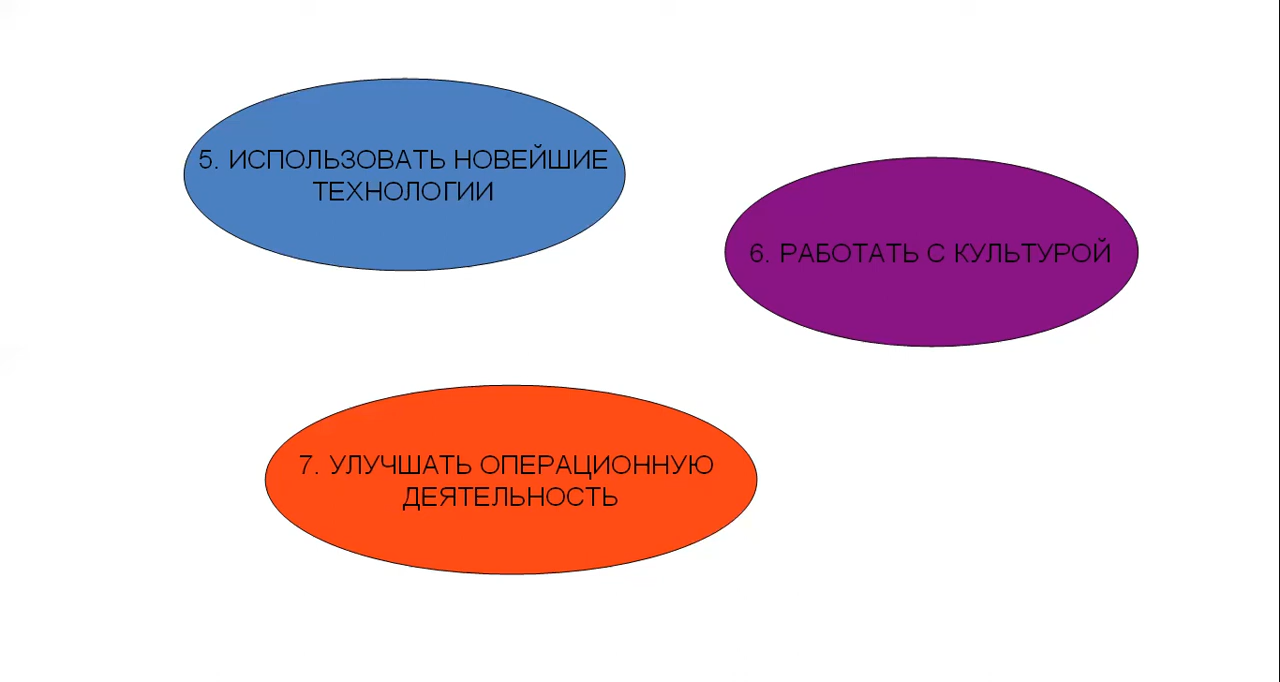 5. ИСПОЛЬЗОВАТЬ НОВЕЙШИЕ
ТЕХНОЛОГИИ
6. РАБОТАТЬ С КУЛЬТУРОЙ
7. УЛУЧШАТЬ ОПЕРАЦИОННУЮ
ДЕЯТЕЛЬНОСТЬ